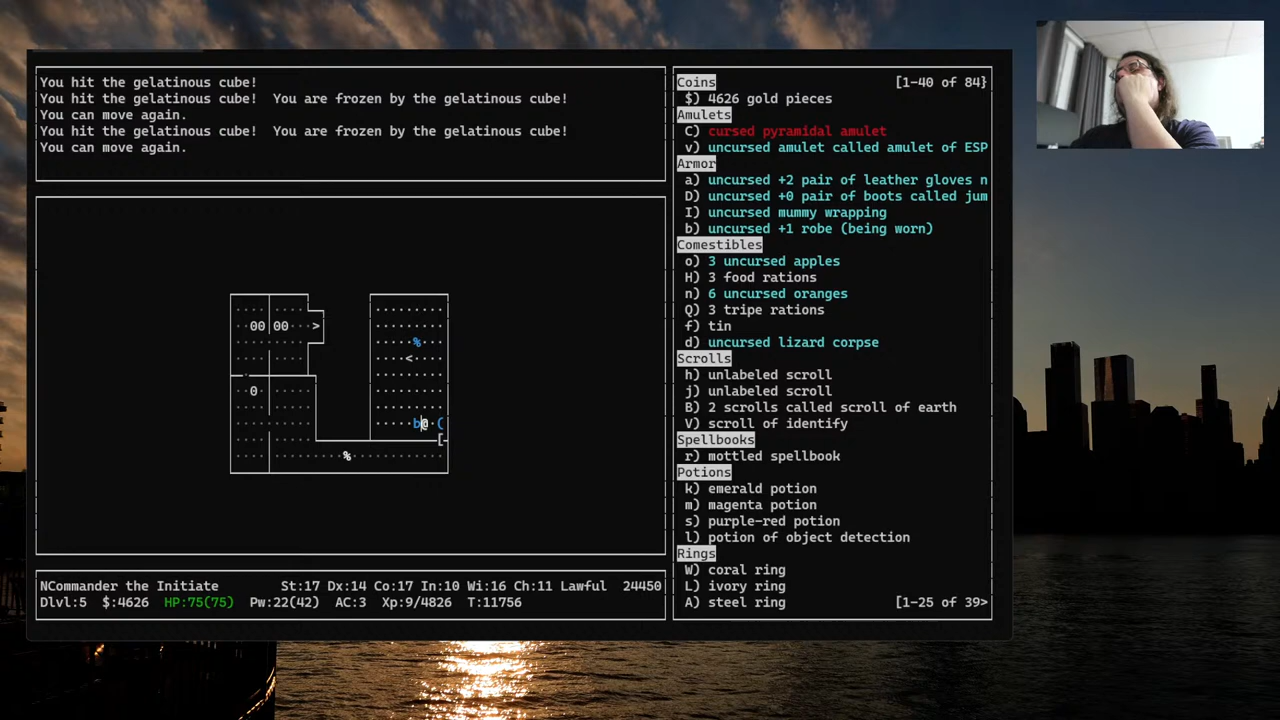 You hit the gelatinous cube!
You hit the gelatinous cube!  You are frozen by the gelatinous cube!
You can move again.
You hit the gelatinous cube!  You are frozen by the gelatinous cube!
You can move again.
Coins [1-40 of 84}
$) 4626 gold pieces
Amulets
C) cursed pyramidal amulet
v) uncursed amulet called amulet of ESP
Armor
a) uncursed +2 pair of leather gloves n
D) uncursed +0 pair of boots called jum
I) uncursed mummy wrapping
b) uncursed +1 robe (being worn)
Comestibles
o) 3 uncursed apples
H) 3 food rations
n) 6 uncursed oranges
Q) 3 tripe rations
f) tin
d) uncursed lizard corpse
Scrolls
h) unlabeled scroll
j) unlabeled scroll
B) 2 scrolls called scroll of earth
V) scroll of identify
Spellbooks
r) mottled spellbook
Potions
k) emerald potion
m) magenta potion
s) purple-red potion
l) potion of object detection
Rings
W) coral ring
L) ivory ring
A) steel ring [1-25 of 39>
NCommander the Initiate St:17 Dx:14 Co:17 In:10 Wi:16 Ch:11 Lawful 24450
Dlvl:5 $:4626 HP:75(75) Pw:22(42) AC:3 Xp:9/4826 T:11756